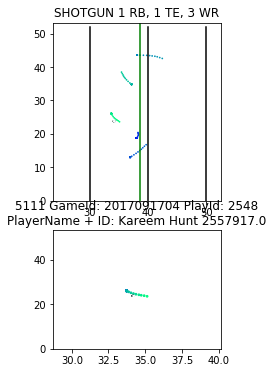 SHOTGUN 1 RB, 1 TE, 3 WR
50
40
30
20
10
0
30 40 50
5111 GameId: 2017091704 PlayId: 2548
PlayerName + ID: Kareem Hunt 2557917.0
40
20
0
30.0 32.5 35.0 37.5 40.0